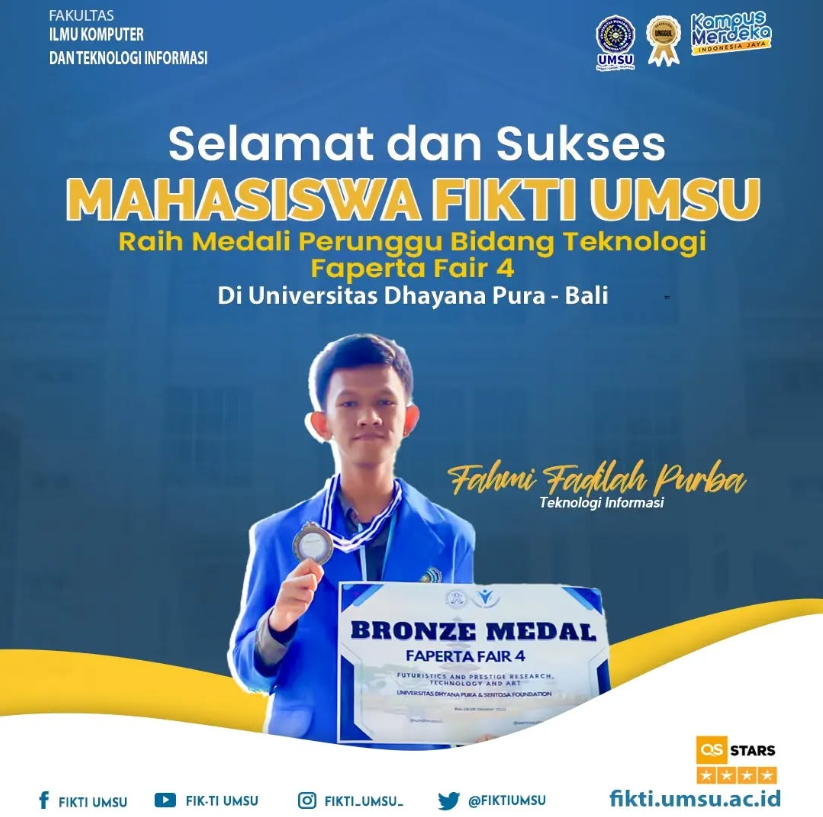 FAKULTAS
ILMU KOMPUTER
DAN TEKNOLOGI INFORMASI
UMSU
UNGGUL
Kampus
Merdeka
INDONESIA JAYA
Selamat dan Sukses
MAHASISWA FIKTI UMSU
Raih Medali Perunggu Bidang Teknologi
Faperta Fair 4
Di Universitas Dhayana Pura - Bali
Fahmi Fadilah Purba
Teknologi Informasi
BRONZE MEDAL
FAPERTA FAIR 4
FUTURISTICS AND PRESTIGE RESEARCH,
TECHNOLOGY AND ART
UNIVERSITAS DHYANA PURA & SENTOSA FOUNDATION
QS STARS
FIKTI UMSU
FIK-TI UMSU
FIKTI_UMSU_
@FIKTIUMSU
fikti.umsu.ac.id